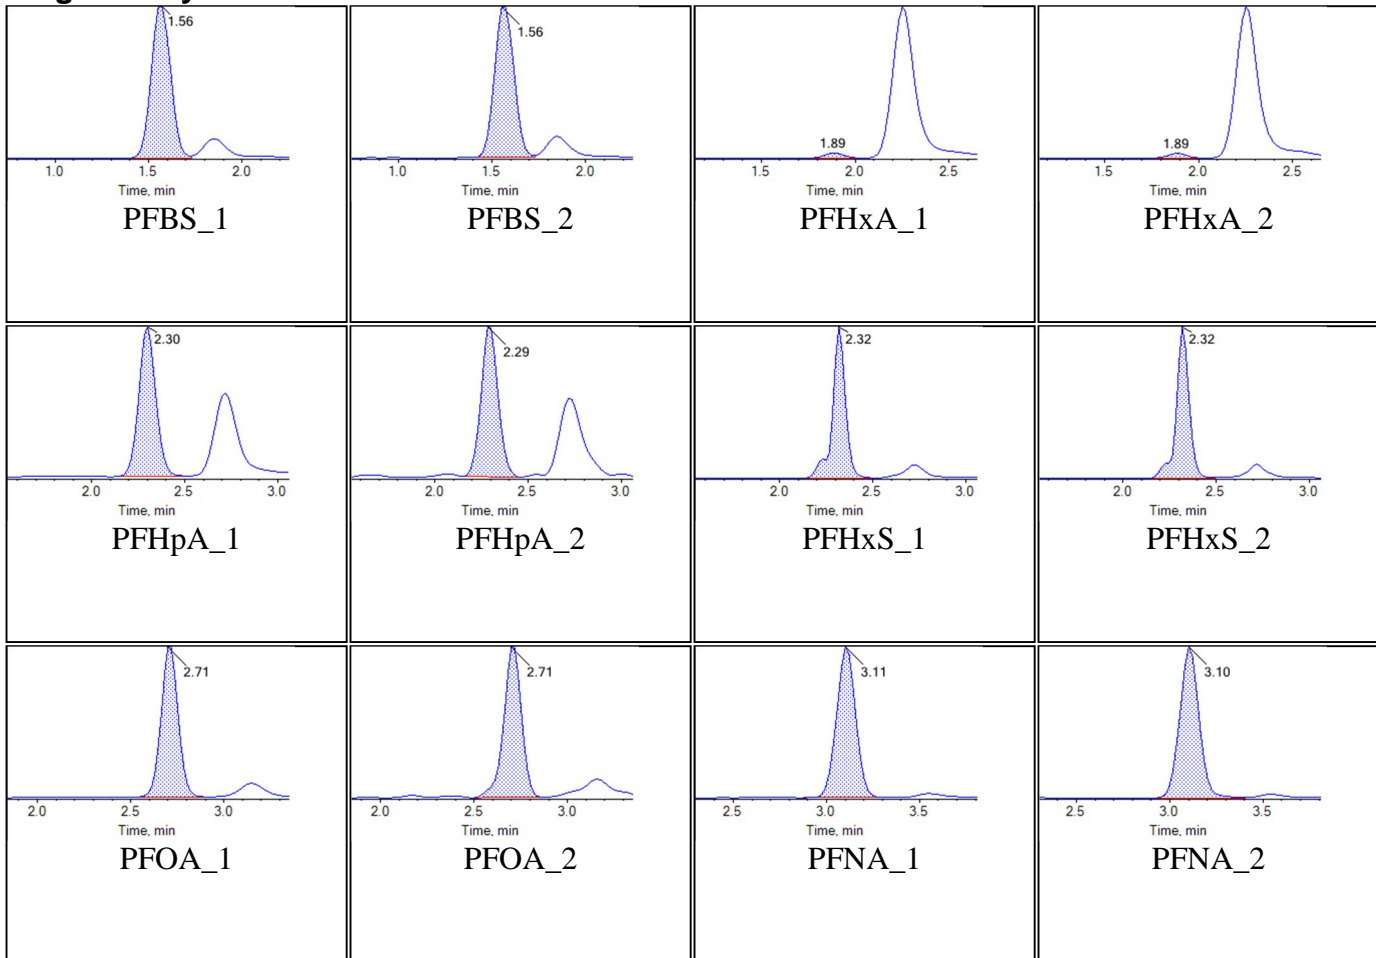 1.56
1.0 1.5 2.0
Time, min
PFBS_1
1.56
1.0 1.5 2.0
Time, min
PFBS_2
1.89
1.5 2.0 2.5
Time, min
PFHxA_1
1.89
1.5 2.0 2.5
Time, min
PFHxA_2
2.30
2.0 2.5 3.0
Time, min
PFHpA_1
2.29
2.0 2.5 3.0
Time, min
PFHpA_2
2.32
2.0 2.5 3.0
Time, min
PFHxS_1
2.32
2.0 2.5 3.0
Time, min
PFHxS_2
2.71
2.0 2.5 3.0
Time, min
PFOA_1
2.71
2.0 2.5 3.0
Time, min
PFOA_2
3.11
2.5 3.0 3.5
Time, min
PFNA_1
3.10
2.5 3.0 3.5
Time, min
PFNA_2